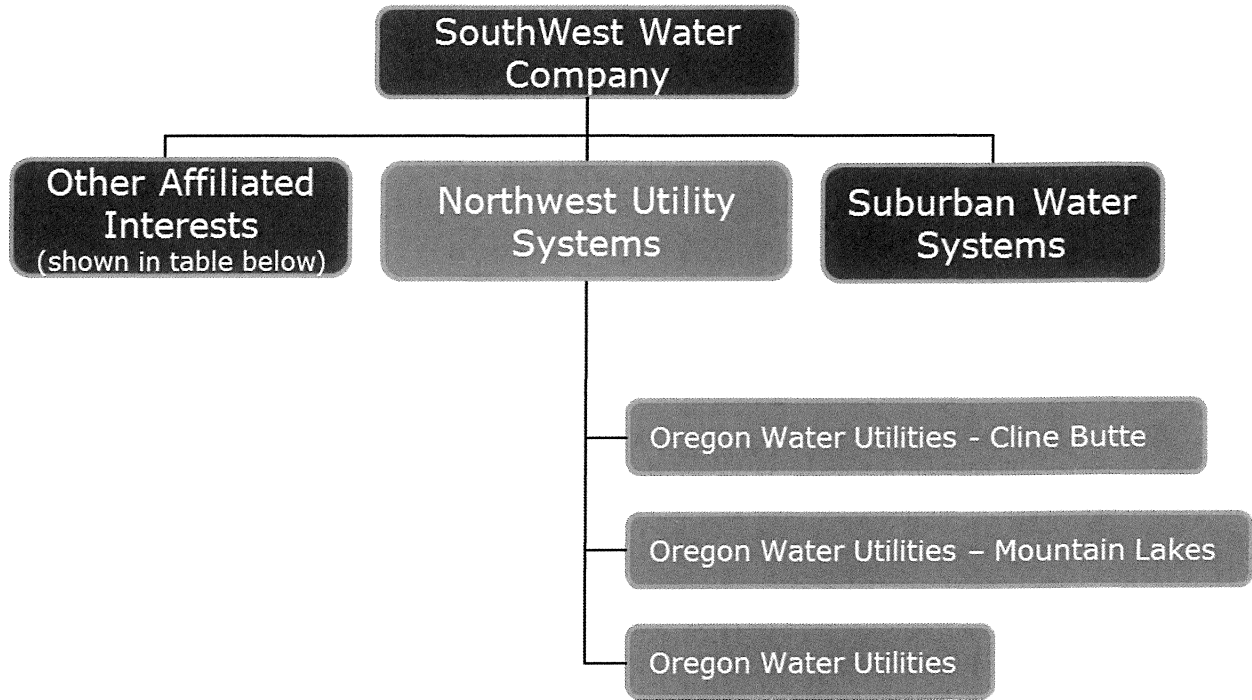 SouthWest Water
Company
Other Affiliated
Interests
(shown in table below)
Northwest Utility
Systems
Suburban Water
Systems
Oregon Water Utilities - Cline Butte
Oregon Water Utilities – Mountain Lakes
Oregon Water Utilities